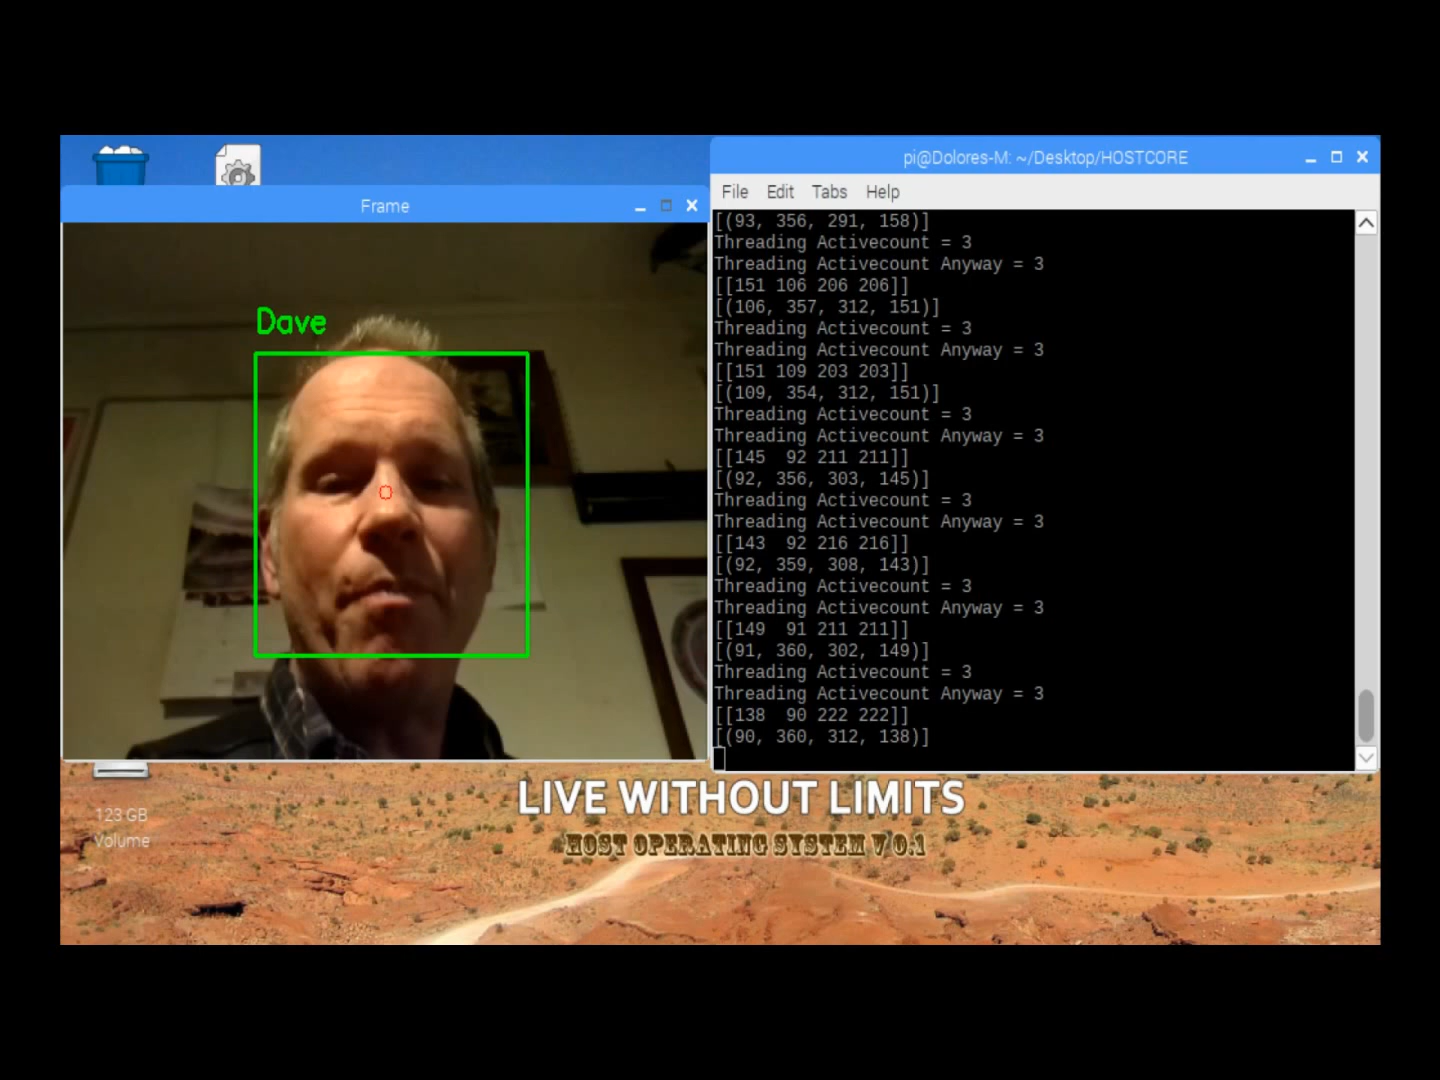 pi@Dolores-M: ~/Desktop/HOSTCORE
File Edit Tabs Help
Frame
Dave
[(93, 356, 291, 158)]
Threading Activecount = 3
Threading Activecount Anyway = 3
[[151 106 206 206]]
[(106, 357, 312, 151)]
Threading Activecount = 3
Threading Activecount Anyway = 3
[[151 109 203 203]]
[(109, 354, 312, 151)]
Threading Activecount = 3
Threading Activecount Anyway = 3
[[145  92 211 211]]
[(92, 356, 303, 145)]
Threading Activecount = 3
Threading Activecount Anyway = 3
[[143  92 216 216]]
[(92, 359, 308, 143)]
Threading Activecount = 3
Threading Activecount Anyway = 3
[[149  91 211 211]]
[(91, 360, 302, 149)]
Threading Activecount = 3
Threading Activecount Anyway = 3
[[138  90 222 222]]
[(90, 360, 312, 138)]
123 GB
Volume
LIVE WITHOUT LIMITS
HOST OPERATING SYSTEM V 0.1